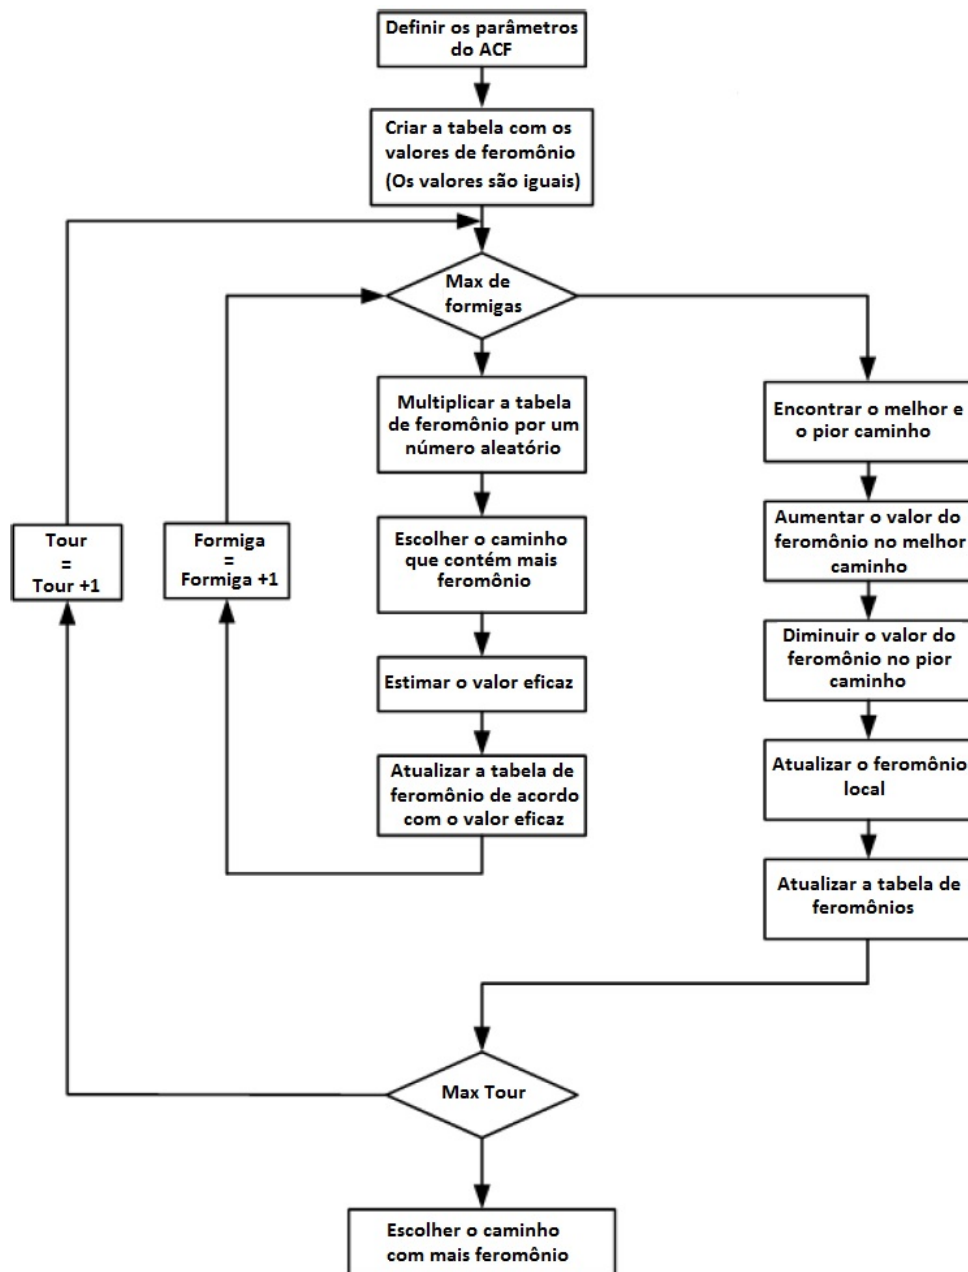 Definir os parâmetros
do ACF
Criar a tabela com os
valores de feromônio
(Os valores são iguais)
Max de
formigas
Multiplicar a tabela
de feromônio por um
número aleatório
Escolher o caminho
que contém mais
feromônio
Estimar o valor eficaz
Atualizar a tabela de
feromônio de acordo
com o valor eficaz
Formiga
=
Formiga +1
Tour
=
Tour +1
Encontrar o melhor e
o pior caminho
Aumentar o valor do
feromônio no melhor
caminho
Diminuir o valor do
feromônio no pior
caminho
Atualizar o feromônio
local
Atualizar a tabela de
feromônios
Max Tour
Escolher o caminho
com mais feromônio